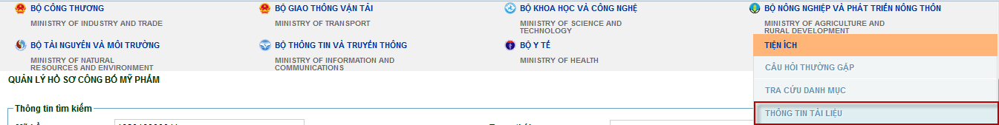 BỘ CÔNG THƯƠNG
MINISTRY OF INDUSTRY AND TRADE
BỘ GIAO THÔNG VẬN TẢI
MINISTRY OF TRANSPORT
BỘ KHOA HỌC VÀ CÔNG NGHỆ
MINISTRY OF SCIENCE AND
TECHNOLOGY
BỘ NÔNG NGHIỆP VÀ PHÁT TRIỂN NÔNG THÔN
MINISTRY OF AGRICULTURE AND
RURAL DEVELOPMENT
BỘ TÀI NGUYÊN VÀ MÔI TRƯỜNG
MINISTRY OF NATURAL
RESOURCES AND ENVIRONMENT
BỘ THÔNG TIN VÀ TRUYỀN THÔNG
MINISTRY OF INFORMATION AND
COMMUNICATIONS
BỘ Y TẾ
MINISTRY OF HEALTH
TIỆN ÍCH
CÂU HỎI THƯỜNG GẶP
TRA CỨU DANH MỤC
THÔNG TIN TÀI LIỆU
QUẢN LÝ HỒ SƠ CÔNG BỐ MỸ PHẨM
Thông tin tìm kiếm